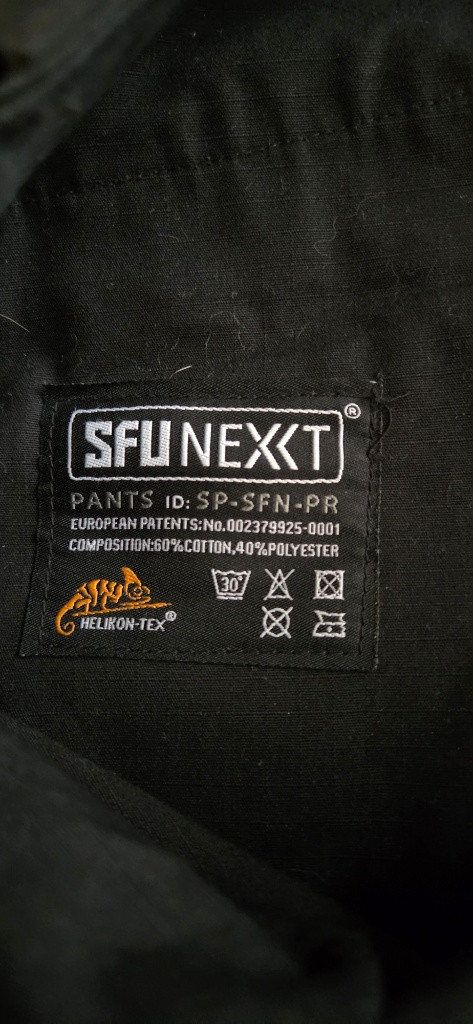 SFU NEXT®
PANTS ID: SP-SFN-PR
EUROPEAN PATENTS:No.002379925-0001
COMPOSITION:60%COTTON,40%POLYESTER
30°
HELIKON-TEX®